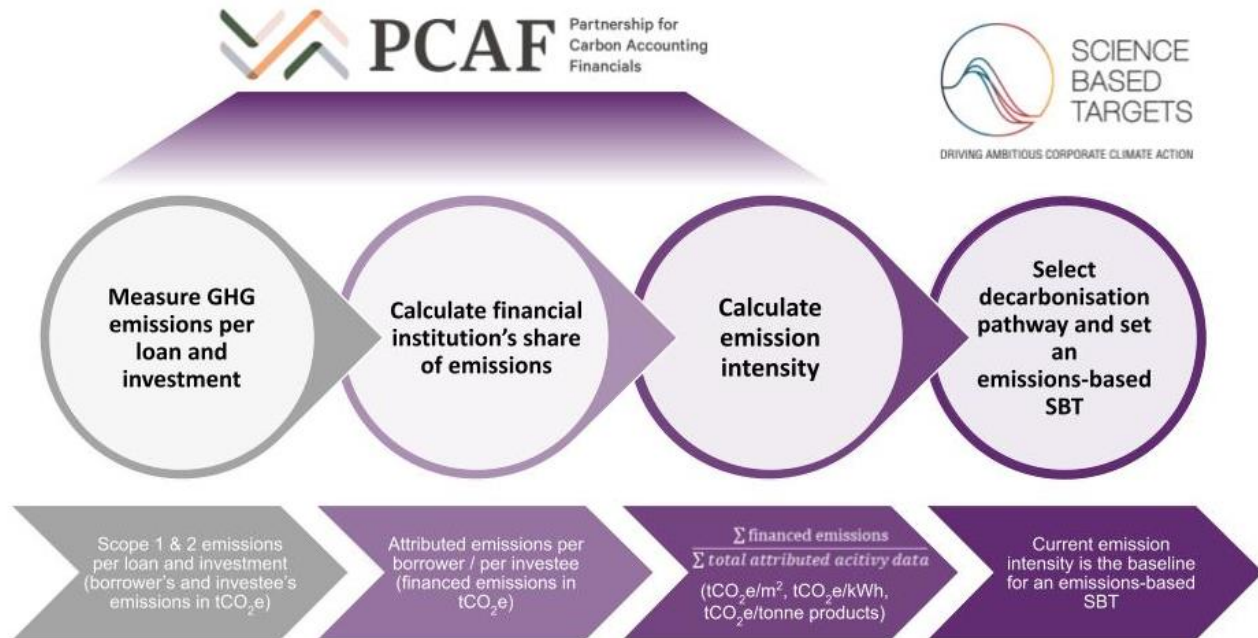 PCAF
Partnership for
Carbon Accounting
Financials
SCIENCE
BASED
TARGETS
DRIVING AMBITIOUS CORPORATE CLIMATE ACTION
Measure GHG
emissions per
loan and
investment
Calculate financial
institution’s share
of emissions
Calculate
emission
intensity
Select
decarbonisation
pathway and set
an
emissions-based
SBT
Scope 1 & 2 emissions
per loan and investment
(borrower’s and investee’s
emissions in tCO₂e)
Attributed emissions per
borrower / per investee
(financed emissions in
tCO₂e)
∑ financed emissions
∑ total attributed acitivy data
(tCO₂e/m², tCO₂e/kWh,
tCO₂e/tonne products)
Current emission
intensity is the baseline
for an emissions-based
SBT